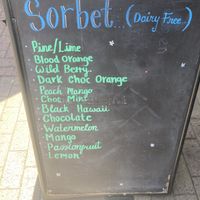 Sorbet (Dairy Free)
· Pine/Lime
· Blood Orange
· Wild Berry
· Dark Choc Orange
· Peach Mango
· Choc Mint
· Black Hawaii
· Chocolate
· Watermelon
· Mango
· Passionfruit
· Lemon